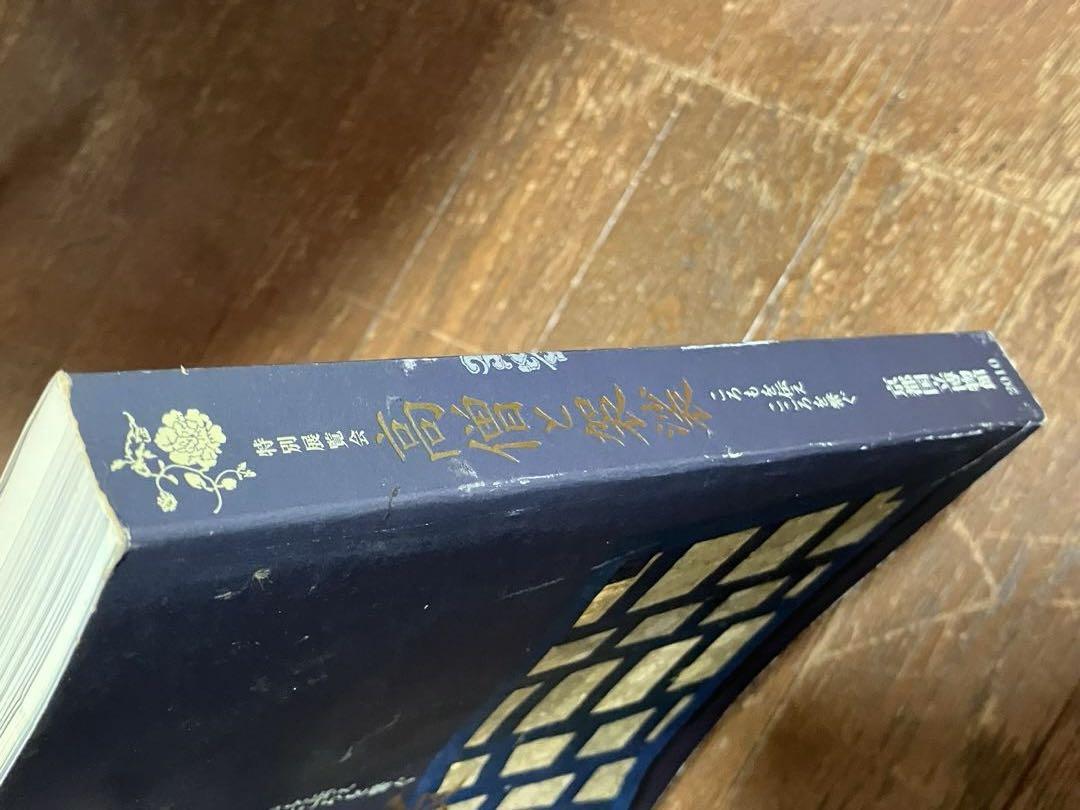 特別展覧会
高僧と袈裟
ころもを伝え
こころを繋ぐ
京都国立博物館
2010